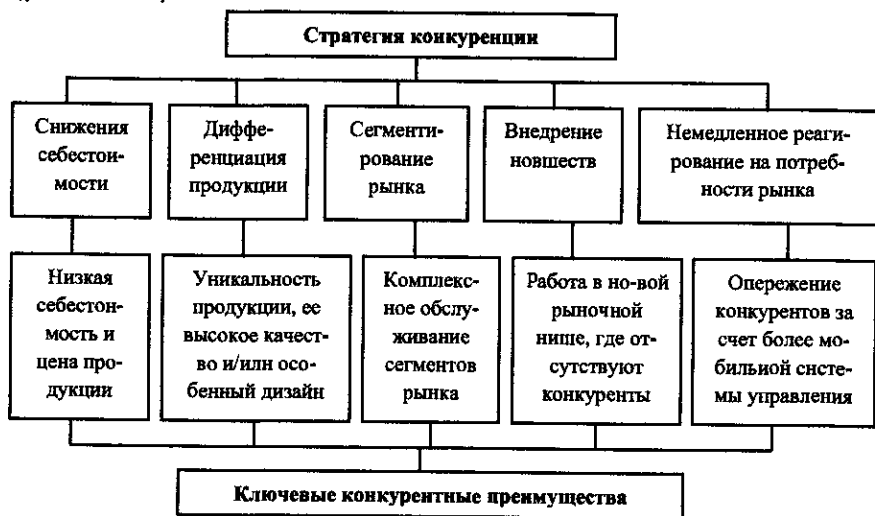 Стратегия конкуренции
Снижения
себестои-
мости
Диффе-
ренциация
продукции
Сегменти-
рование
рынка
Внедрение
новшеств
Немедленное реаги-
рование на потреб-
ности рынка
Низкая
себестон-
мость и
цена про-
дукции
Уникальность
продукции, ее
высокое качест-
во и/илн осо-
бенный дизайн
Комплекс-
ное обслу-
живание
сегментов
рынка
Работа в но-вой
рыночной
нише, где от-
сутствуют
конкуренты
Опережение
конкурентов за
счет более мо-
бильиой снсте-
мы управления
Ключевые конкурентные преимущества